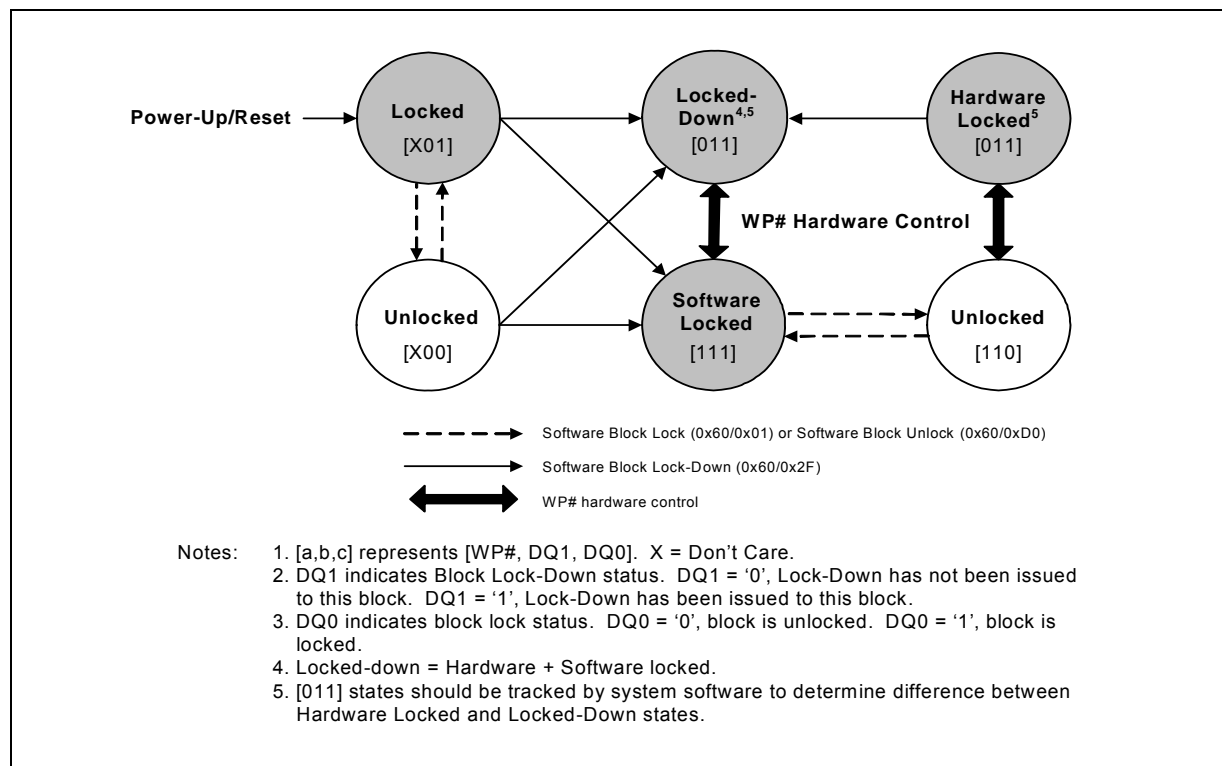 Power-Up/Reset
Locked
[X01]
Locked-
Down4,5
[011]
Hardware
Locked5
[011]
WP# Hardware Control
Unlocked
[X00]
Software
Locked
[111]
Unlocked
[110]
Software Block Lock (0x60/0x01) or Software Block Unlock (0x60/0xD0)
Software Block Lock-Down (0x60/0x2F)
WP# hardware control
Notes: 1. [a,b,c] represents [WP#, DQ1, DQ0]. X = Don't Care.
2. DQ1 indicates Block Lock-Down status. DQ1 = '0', Lock-Down has not been issued
to this block. DQ1 = '1', Lock-Down has been issued to this block.
3. DQ0 indicates block lock status. DQ0 = '0', block is unlocked. DQ0 = '1', block is
locked.
4. Locked-down = Hardware + Software locked.
5. [011] states should be tracked by system software to determine difference between
Hardware Locked and Locked-Down states.